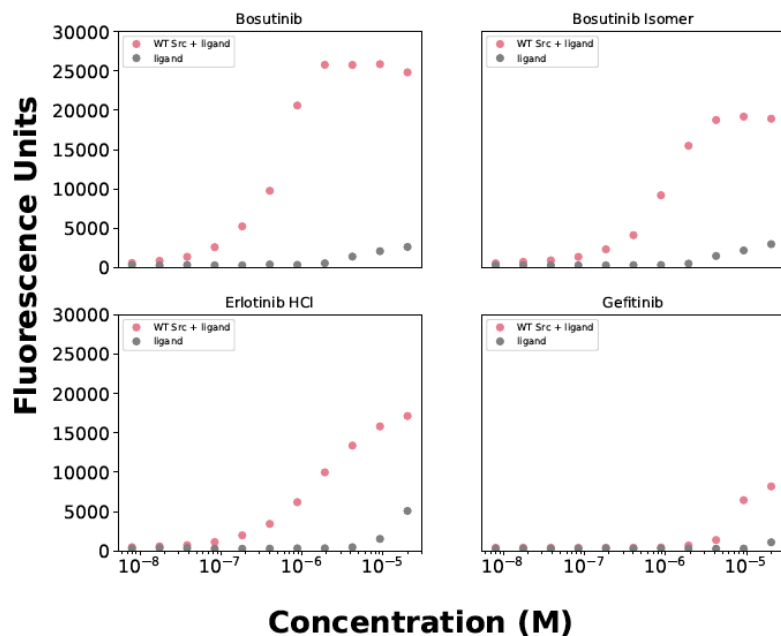 Bosutinib
Bosutinib Isomer
30000
25000
20000
15000
10000
5000
0
WT Src + ligand
ligand
WT Src + ligand
ligand
Erlotinib HCl
Gefitinib
30000
25000
20000
15000
10000
5000
0
WT Src + ligand
ligand
WT Src + ligand
ligand
10⁻⁸ 10⁻⁷ 10⁻⁶ 10⁻⁵
10⁻⁸ 10⁻⁷ 10⁻⁶ 10⁻⁵
Fluorescence Units
Concentration (M)